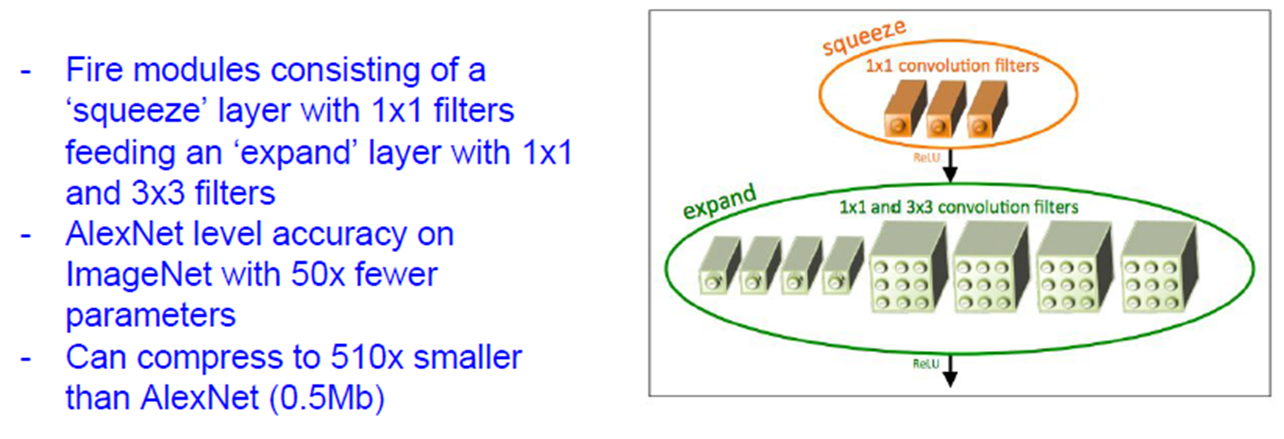 - Fire modules consisting of a
‘squeeze’ layer with 1x1 filters
feeding an ‘expand’ layer with 1x1
and 3x3 filters
- AlexNet level accuracy on
ImageNet with 50x fewer
parameters
- Can compress to 510x smaller
than AlexNet (0.5Mb)
squeeze
1x1 convolution filters
ReLU
expand
1x1 and 3x3 convolution filters
ReLU